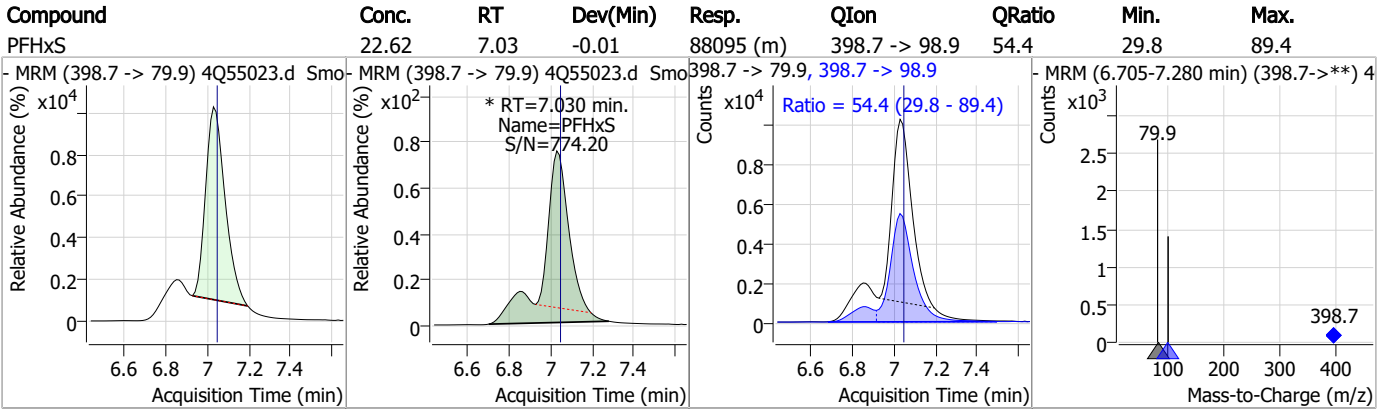 Compound Conc. RT Dev(Min) Resp. QIon QRatio Min. Max.
PFHxS 22.62 7.03 -0.01 88095 (m) 398.7 -> 98.9 54.4 29.8 89.4
- MRM (398.7 -> 79.9) 4Q55023.d Smo
x10⁴
Relative Abundance (%)
0.8
0.6
0.4
0.2
0
6.6 6.8 7 7.2 7.4
Acquisition Time (min)
- MRM (398.7 -> 79.9) 4Q55023.d Smo
x10²
* RT=7.030 min.
Name=PFHxS
S/N=774.20
Relative Abundance (%)
0.8
0.6
0.4
0.2
0
6.6 6.8 7 7.2 7.4
Acquisition Time (min)
398.7 -> 79.9, 398.7 -> 98.9
x10⁴
Ratio = 54.4 (29.8 - 89.4)
Counts
0.8
0.6
0.4
0.2
0
6.6 6.8 7 7.2 7.4
Acquisition Time (min)
- MRM (6.705-7.280 min) (398.7->**) 4
x10³
Counts
79.9
2.5
2
1.5
1
0.5
398.7
0
100 200 300 400
Mass-to-Charge (m/z)